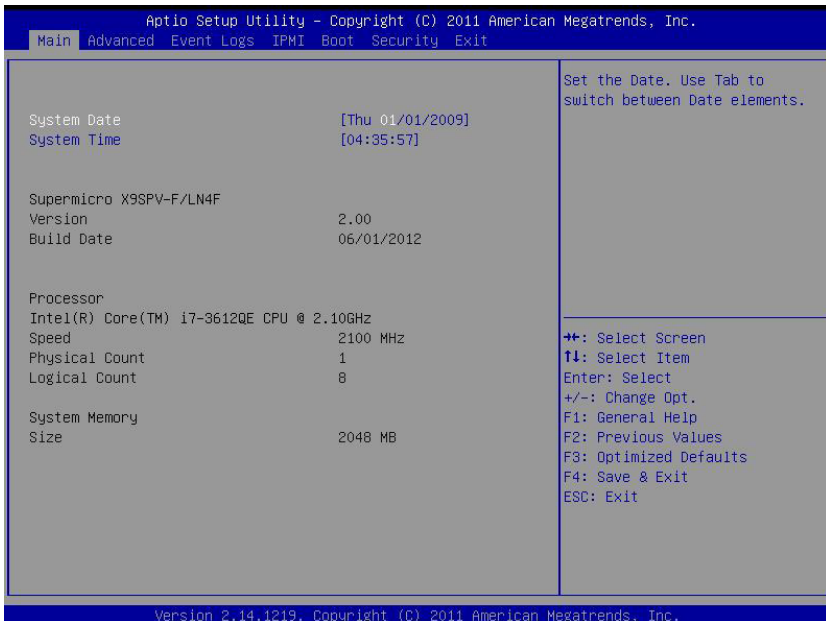 Aptio Setup Utility – Copyright (C) 2011 American Megatrends, Inc.
Main Advanced Event Logs IPMI Boot Security Exit
System Date [Thu 01/01/2009]
System Time [04:35:57]
Supermicro X9SPV-F/LN4F
Version 2.00
Build Date 06/01/2012
Processor
Intel(R) Core(TM) i7-3612QE CPU @ 2.10GHz
Speed 2100 MHz
Physical Count 1
Logical Count 8
System Memory
Size 2048 MB
Set the Date. Use Tab to
switch between Date elements.
→←: Select Screen
↑↓: Select Item
Enter: Select
+/-: Change Opt.
F1: General Help
F2: Previous Values
F3: Optimized Defaults
F4: Save & Exit
ESC: Exit
Version 2.14.1219. Copyright (C) 2011 American Megatrends, Inc.